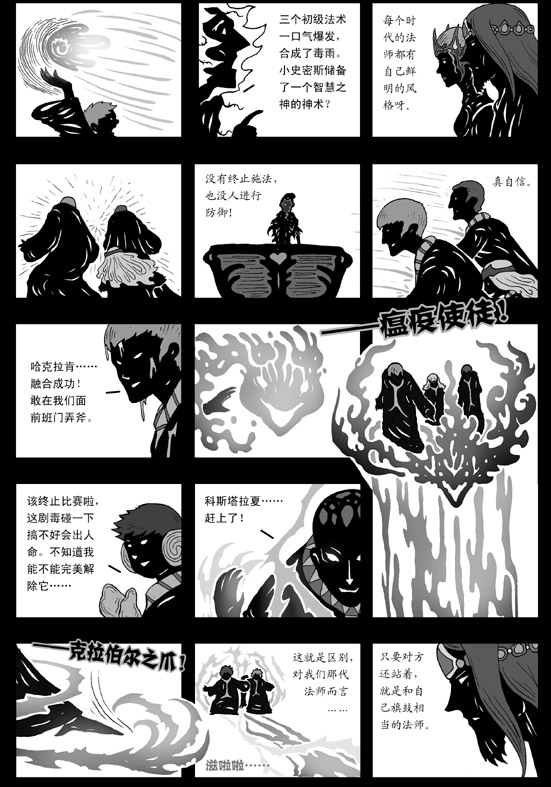 三个初级法术
一口气爆发，
合成了毒雨。
小史密斯储备
了一个智慧之
神的神术？
每个时
代的法
师都有
自己鲜
明的风
格呀。
没有终止施法，
也没人进行
防御！
真自信。
哈克拉肯……
融合成功！
敢在我们面
前班门弄斧。
——瘟疫使徒！
该终止比赛啦，
这剧毒碰一下
搞不好会出人
命。不知道我
能不能完美解
除它……
科斯塔拉夏……
赶上了！
——克拉伯尔之爪！
这就是区别，
对我们那代
法师而言
……
滋啦啦……
只要对方
还站着，
就是和自
己旗鼓相
当的法师。